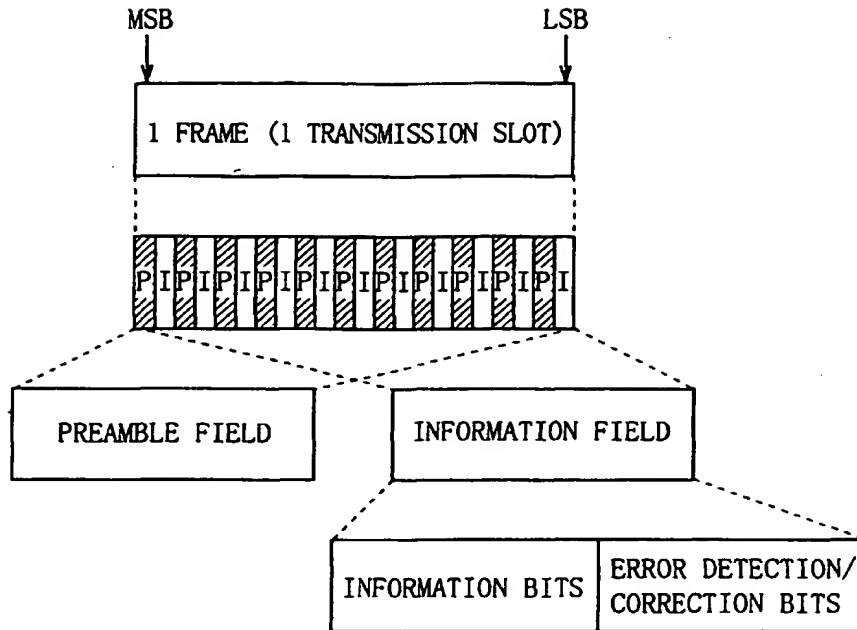 MSB LSB
1 FRAME (1 TRANSMISSION SLOT)
P I P I P I P I P I P I P I P I P I P I P I
PREAMBLE FIELD INFORMATION FIELD
INFORMATION BITS ERROR DETECTION/
CORRECTION BITS